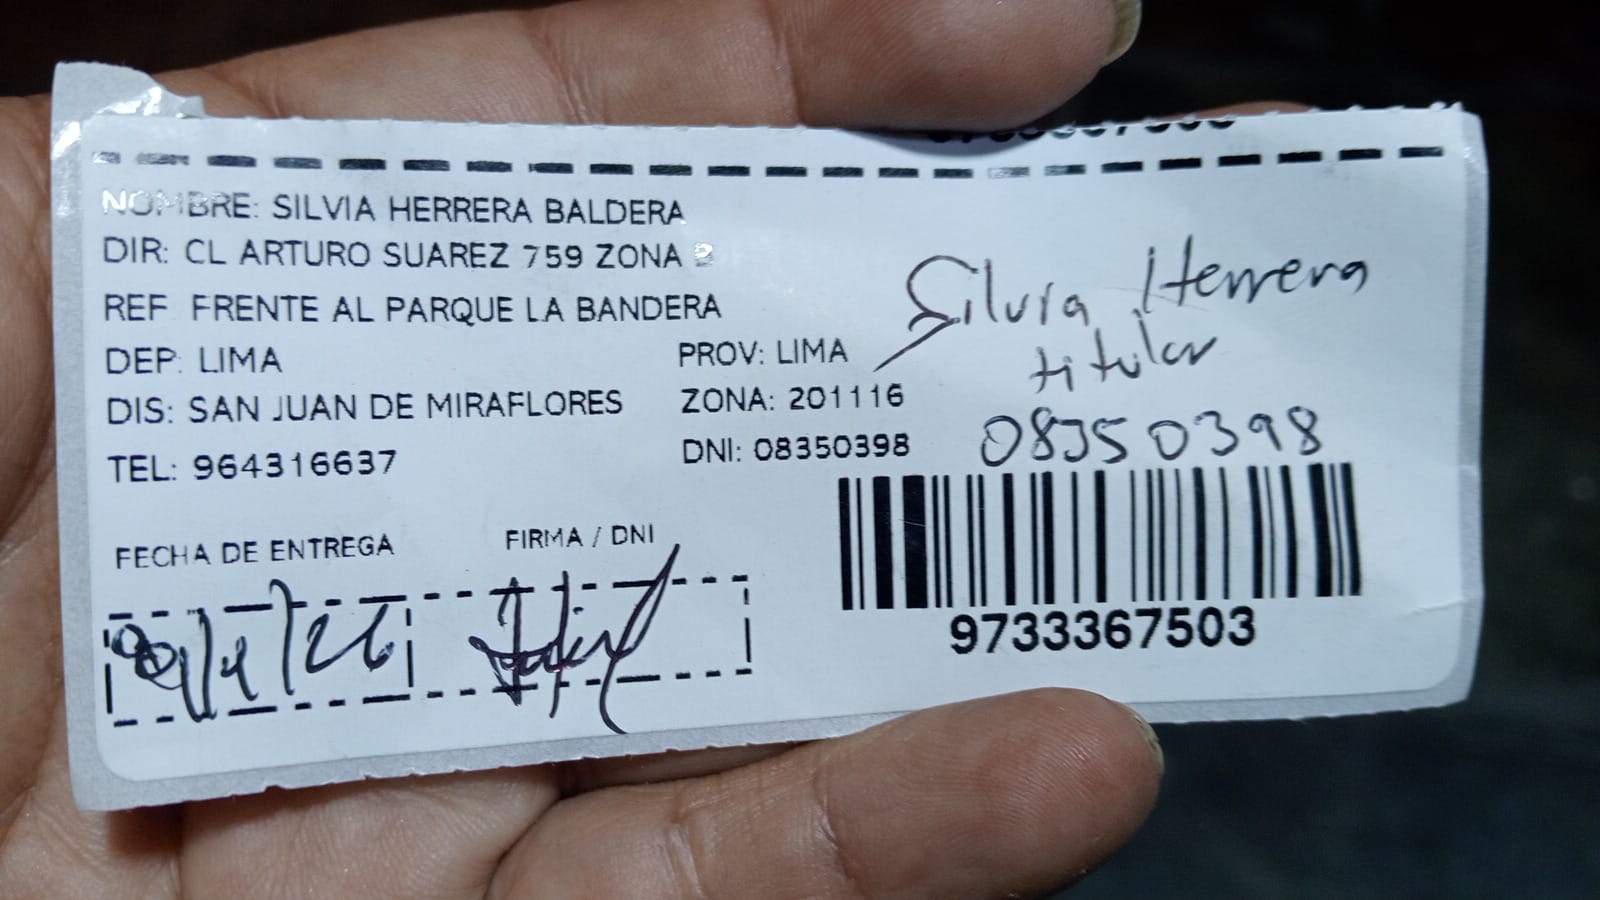 NOMBRE: SILVIA HERRERA BALDERA
DIR: CL ARTURO SUAREZ 759 ZONA
REF FRENTE AL PARQUE LA BANDERA
DEP: LIMA
PROV: LIMA
DIS: SAN JUAN DE MIRAFLORES
ZONA: 201116
TEL: 964316637
DNI: 08350398
Silvia Herrera
titular
08350398
FECHA DE ENTREGA
FIRMA / DNI
9733367503